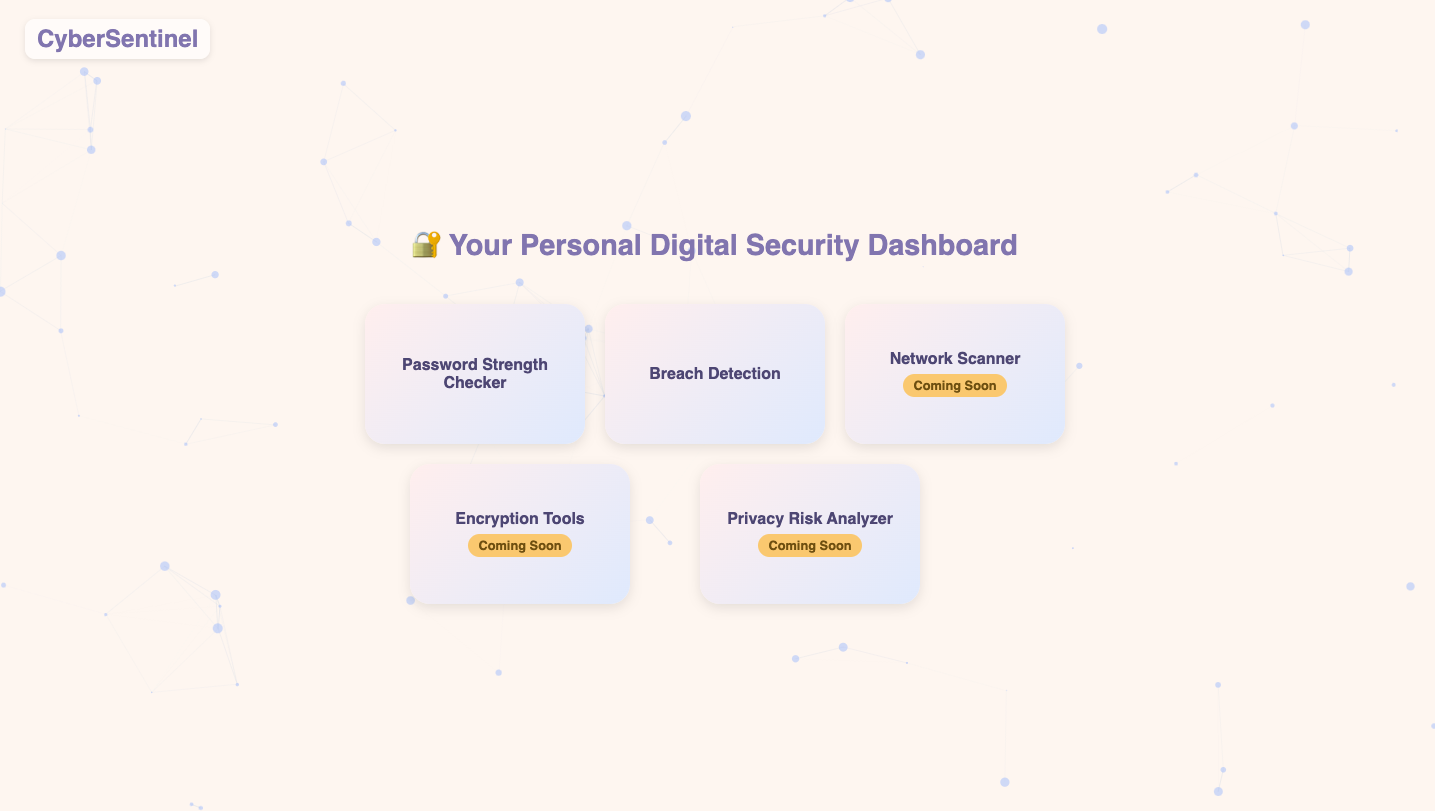 CyberSentinel
🔐 Your Personal Digital Security Dashboard
Password Strength
Checker
Breach Detection
Network Scanner
Coming Soon
Encryption Tools
Coming Soon
Privacy Risk Analyzer
Coming Soon